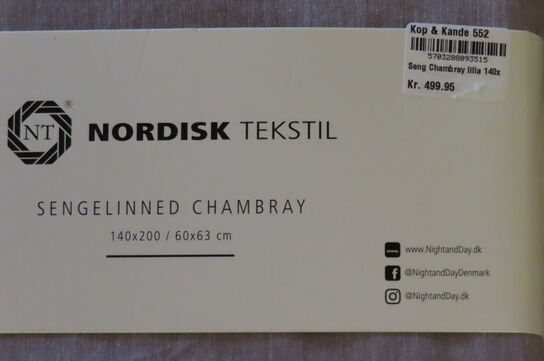 Kop & Kande 552
5703288093515
Seng Chambray lilla 140x
Kr. 499.95
NT ®
NORDISK TEKSTIL
SENGELINNED CHAMBRAY
140x200 / 60x63 cm
www.NightandDay.dk
@NightandDayDenmark
@NightandDay.dk